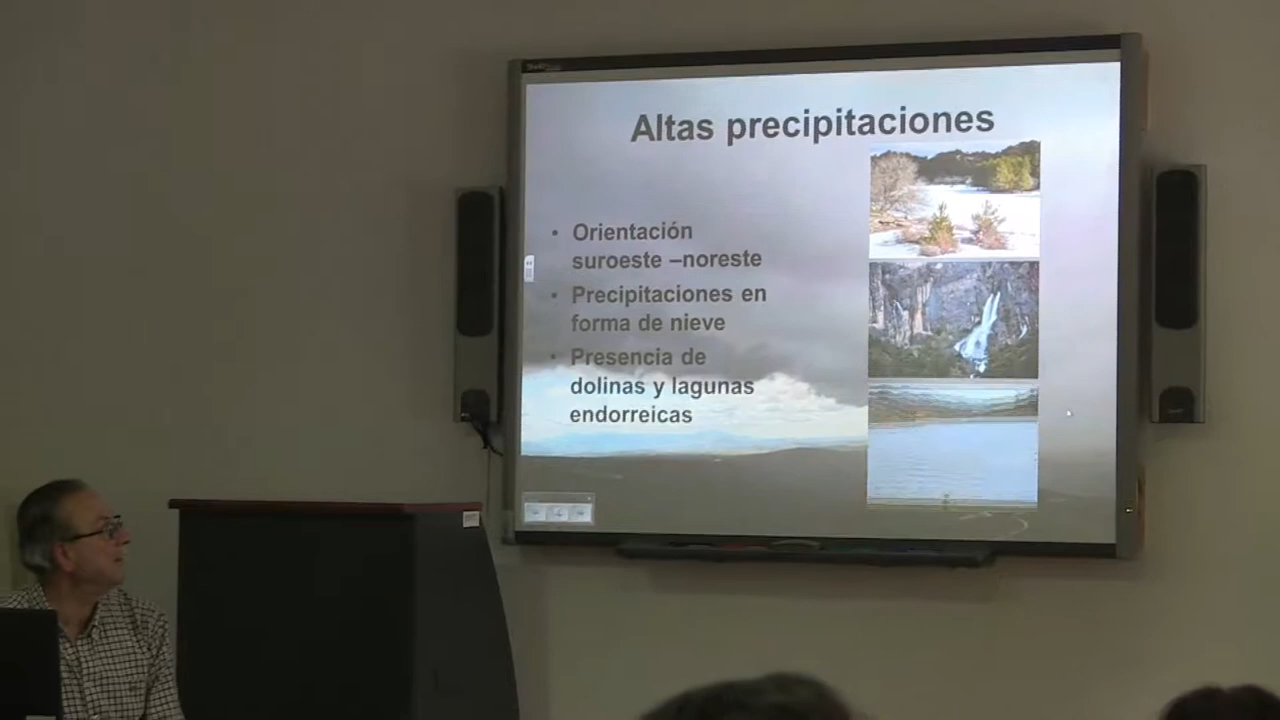 Altas precipitaciones
• Orientación
suroeste –noreste
• Precipitaciones en
forma de nieve
• Presencia de
dolinas y lagunas
endorreicas